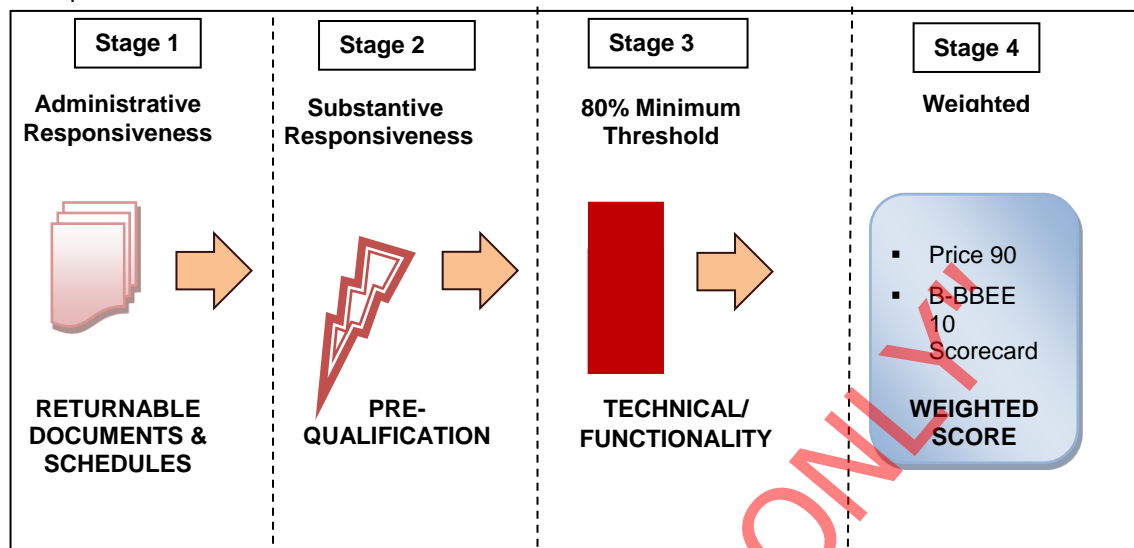 Stage 1
Administrative
Responsiveness
RETURNABLE
DOCUMENTS &
SCHEDULES
Stage 2
Substantive
Responsiveness
PRE-
QUALIFICATION
Stage 3
80% Minimum
Threshold
TECHNICAL/
FUNCTIONALITY
Stage 4
Weighted
▪ Price 90
▪ B-BBEE
10
Scorecard
WEIGHTED
SCORE
ONLY"